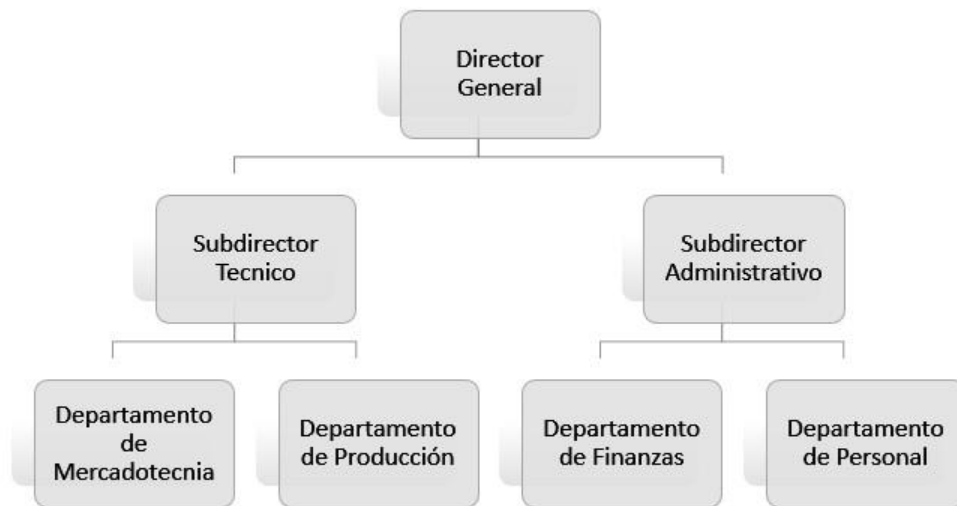 Director
General
Subdirector
Tecnico
Subdirector
Administrativo
Departamento
de
Mercadotecnia
Departamento
de Producción
Departamento
de Finanzas
Departamento
de Personal